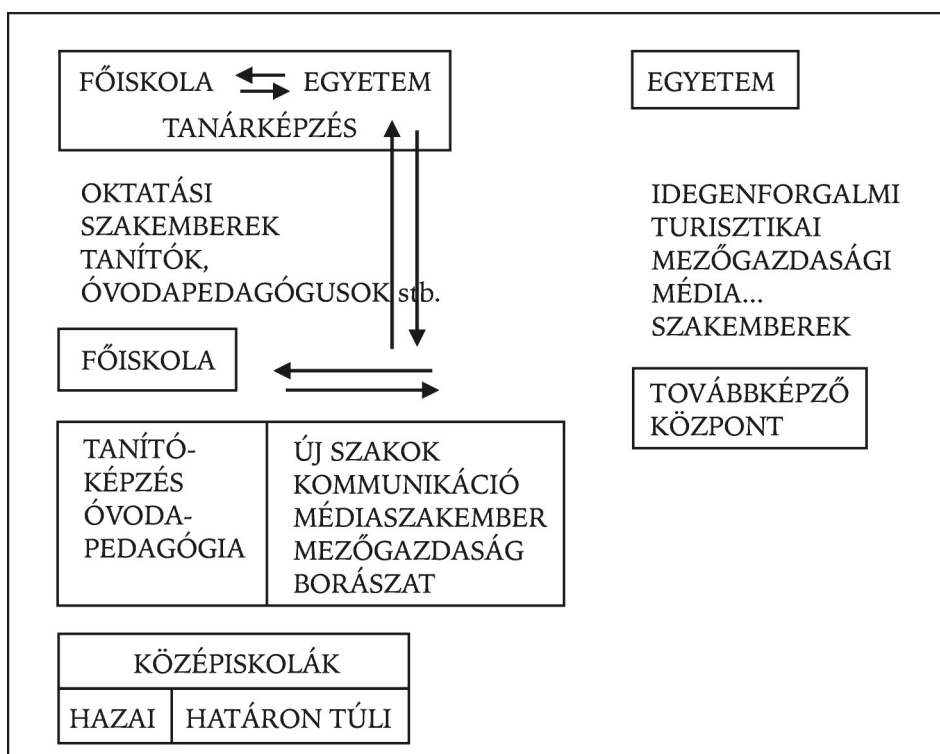 FŐISKOLA EGYETEM
TANÁRKÉPZÉS
EGYETEM
OKTATÁSI
SZAKEMBEREK
TANÍTÓK,
ÓVODAPEDAGÓGUSOK stb.
IDEGENFORGALMI
TURISZTIKAI
MEZŐGAZDASÁGI
MÉDIA...
SZAKEMBEREK
FŐISKOLA
TOVÁBBKÉPZŐ
KÖZPONT
TANÍTÓ-
KÉPZÉS
ÓVODA-
PEDAGÓGIA
ÚJ SZAKOK
KOMMUNIKÁCIÓ
MÉDIASZAKEMBER
MEZŐGAZDASÁG
BORÁSZAT
KÖZÉPISKOLÁK
HAZAI HATÁRON TÚLI